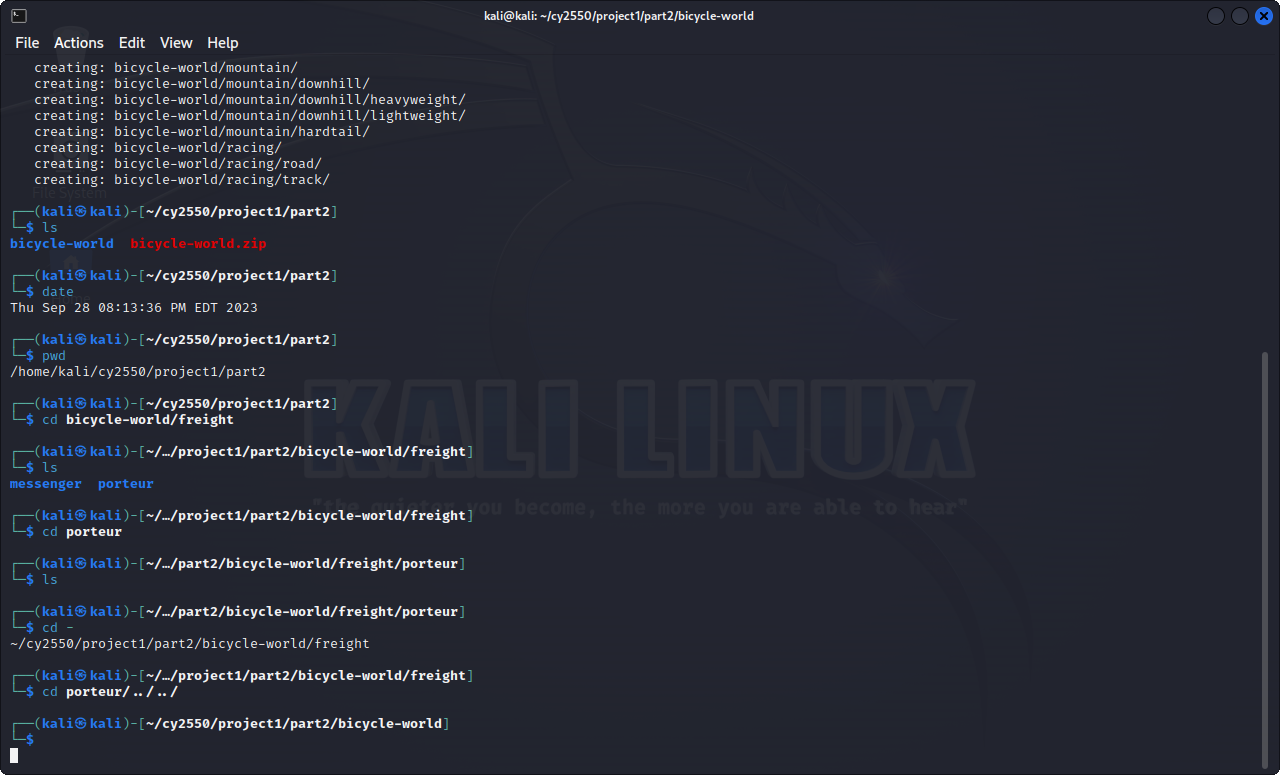 kali@kali: ~/cy2550/project1/part2/bicycle-world
File Actions Edit View Help
creating: bicycle-world/mountain/
creating: bicycle-world/mountain/downhill/
creating: bicycle-world/mountain/downhill/heavyweight/
creating: bicycle-world/mountain/downhill/lightweight/
creating: bicycle-world/mountain/hardtail/
creating: bicycle-world/racing/
creating: bicycle-world/racing/road/
creating: bicycle-world/racing/track/
File System
┌──(kali㉿kali)-[~/cy2550/project1/part2]
└─$ ls
bicycle-world  bicycle-world.zip
┌──(kali㉿kali)-[~/cy2550/project1/part2]
└─$ date
Thu Sep 28 08:13:36 PM EDT 2023
┌──(kali㉿kali)-[~/cy2550/project1/part2]
└─$ pwd
/home/kali/cy2550/project1/part2
┌──(kali㉿kali)-[~/cy2550/project1/part2]
└─$ cd bicycle-world/freight
┌──(kali㉿kali)-[~/…/project1/part2/bicycle-world/freight]
└─$ ls
messenger  porteur
┌──(kali㉿kali)-[~/…/project1/part2/bicycle-world/freight]
└─$ cd porteur
┌──(kali㉿kali)-[~/…/part2/bicycle-world/freight/porteur]
└─$ ls
┌──(kali㉿kali)-[~/…/part2/bicycle-world/freight/porteur]
└─$ cd -
~/cy2550/project1/part2/bicycle-world/freight
┌──(kali㉿kali)-[~/…/project1/part2/bicycle-world/freight]
└─$ cd porteur/../../
┌──(kali㉿kali)-[~/cy2550/project1/part2/bicycle-world]
└─$
KALI LINUX
"the quieter you become, the more you are able to hear"